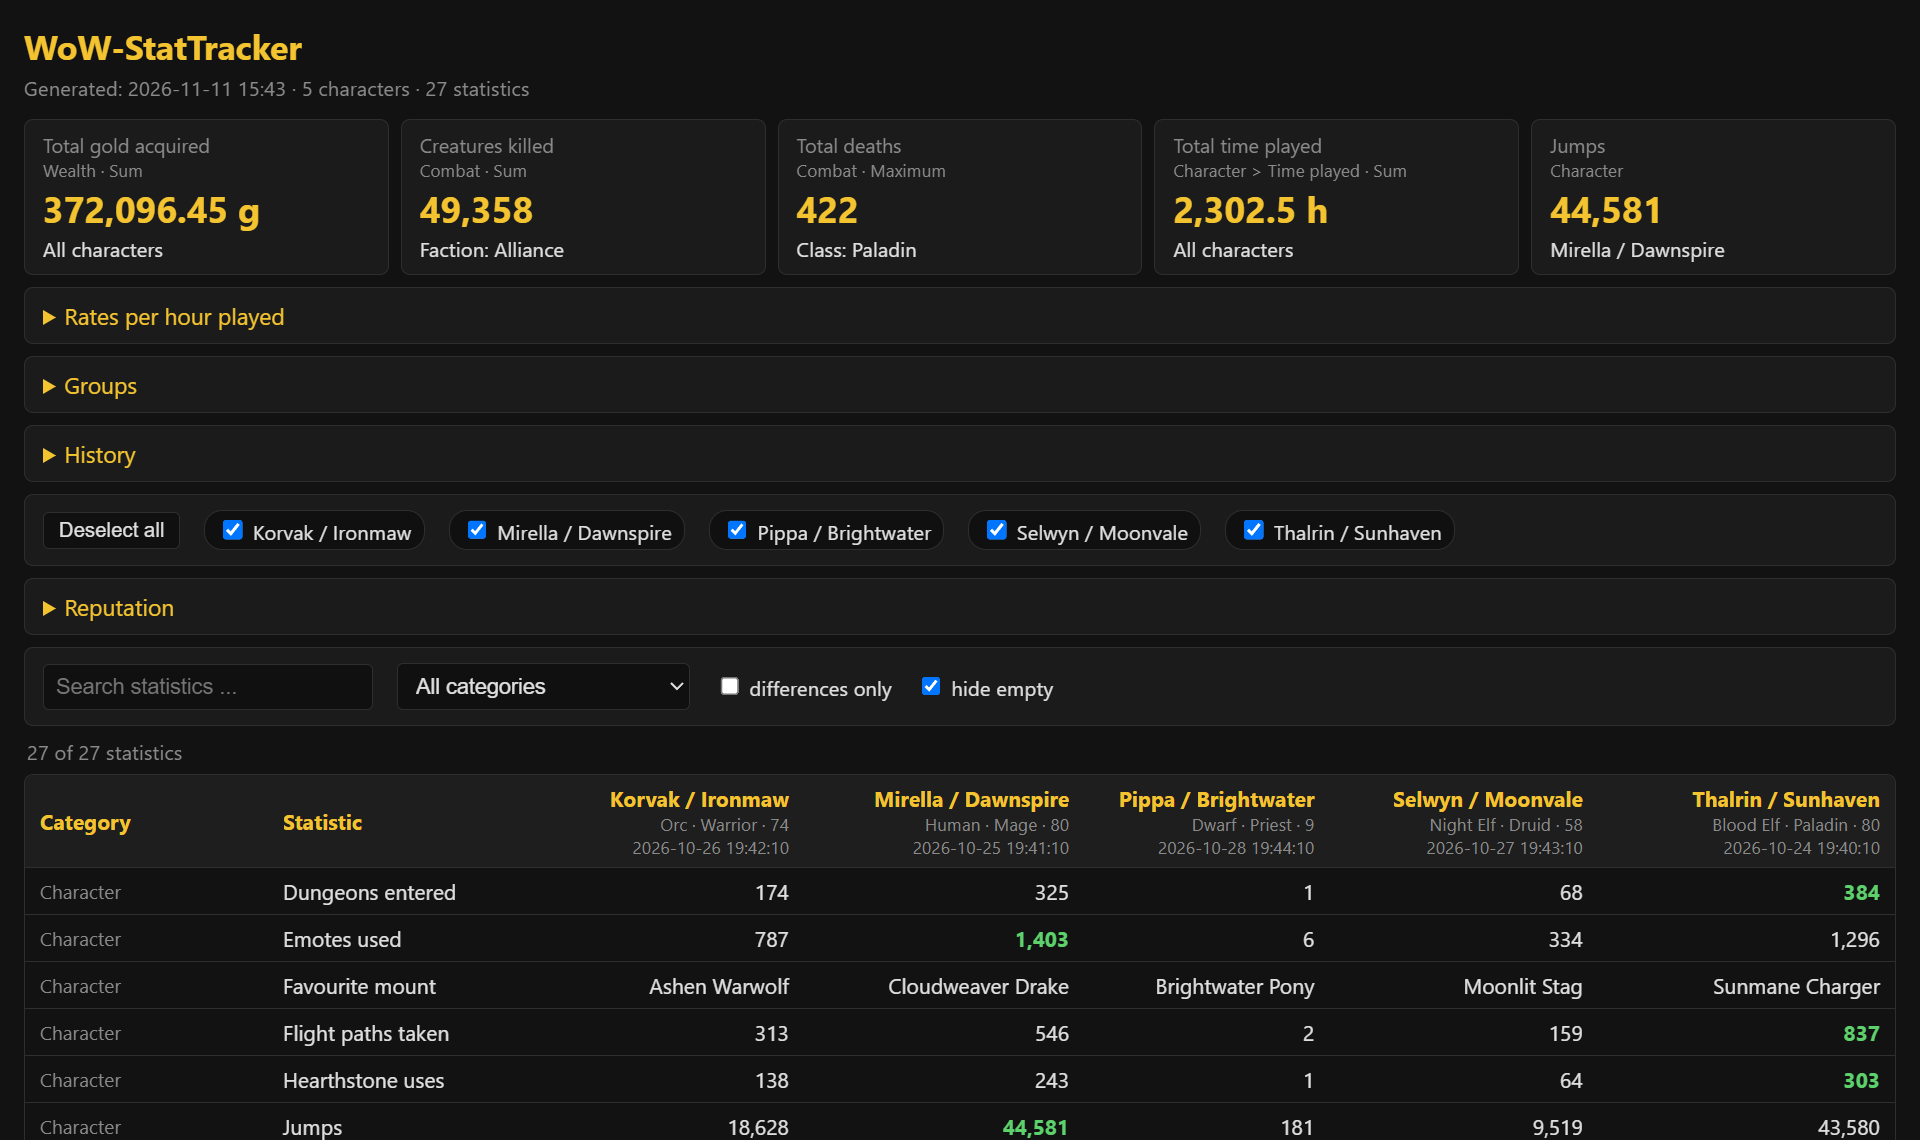 WoW-StatTracker
Generated: 2026-11-11 15:43 · 5 characters · 27 statistics
Total gold acquired
Wealth · Sum
372,096.45 g
All characters
Creatures killed
Combat · Sum
49,358
Faction: Alliance
Total deaths
Combat · Maximum
422
Class: Paladin
Total time played
Character > Time played · Sum
2,302.5 h
All characters
Jumps
Character
44,581
Mirella / Dawnspire
Rates per hour played
Groups
History
Deselect all Korvak / Ironmaw Mirella / Dawnspire Pippa / Brightwater Selwyn / Moonvale Thalrin / Sunhaven
Reputation
Search statistics ... All categories differences only hide empty
27 of 27 statistics
Category Statistic Korvak / Ironmaw Mirella / Dawnspire Pippa / Brightwater Selwyn / Moonvale Thalrin / Sunhaven
Orc · Warrior · 74 Human · Mage · 80 Dwarf · Priest · 9 Night Elf · Druid · 58 Blood Elf · Paladin · 80
2026-10-26 19:42:10 2026-10-25 19:41:10 2026-10-28 19:44:10 2026-10-27 19:43:10 2026-10-24 19:40:10
Character Dungeons entered 174 325 1 68 384
Character Emotes used 787 1,403 6 334 1,296
Character Favourite mount Ashen Warwolf Cloudweaver Drake Brightwater Pony Moonlit Stag Sunmane Charger
Character Flight paths taken 313 546 2 159 837
Character Hearthstone uses 138 243 1 64 303
Character Jumps 18,628 44,581 181 9,519 43,580